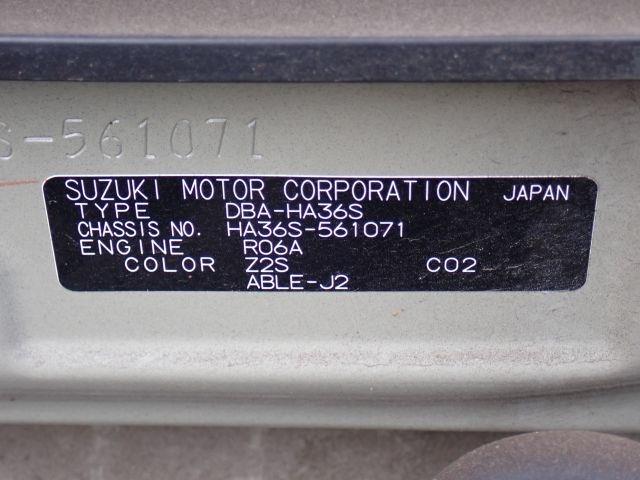 S-561071
SUZUKI MOTOR CORPORATION JAPAN
TYPE DBA-HA36S
CHASSIS NO. HA36S-561071
ENGINE R06A
COLOR Z2S C02
ABLE-J2